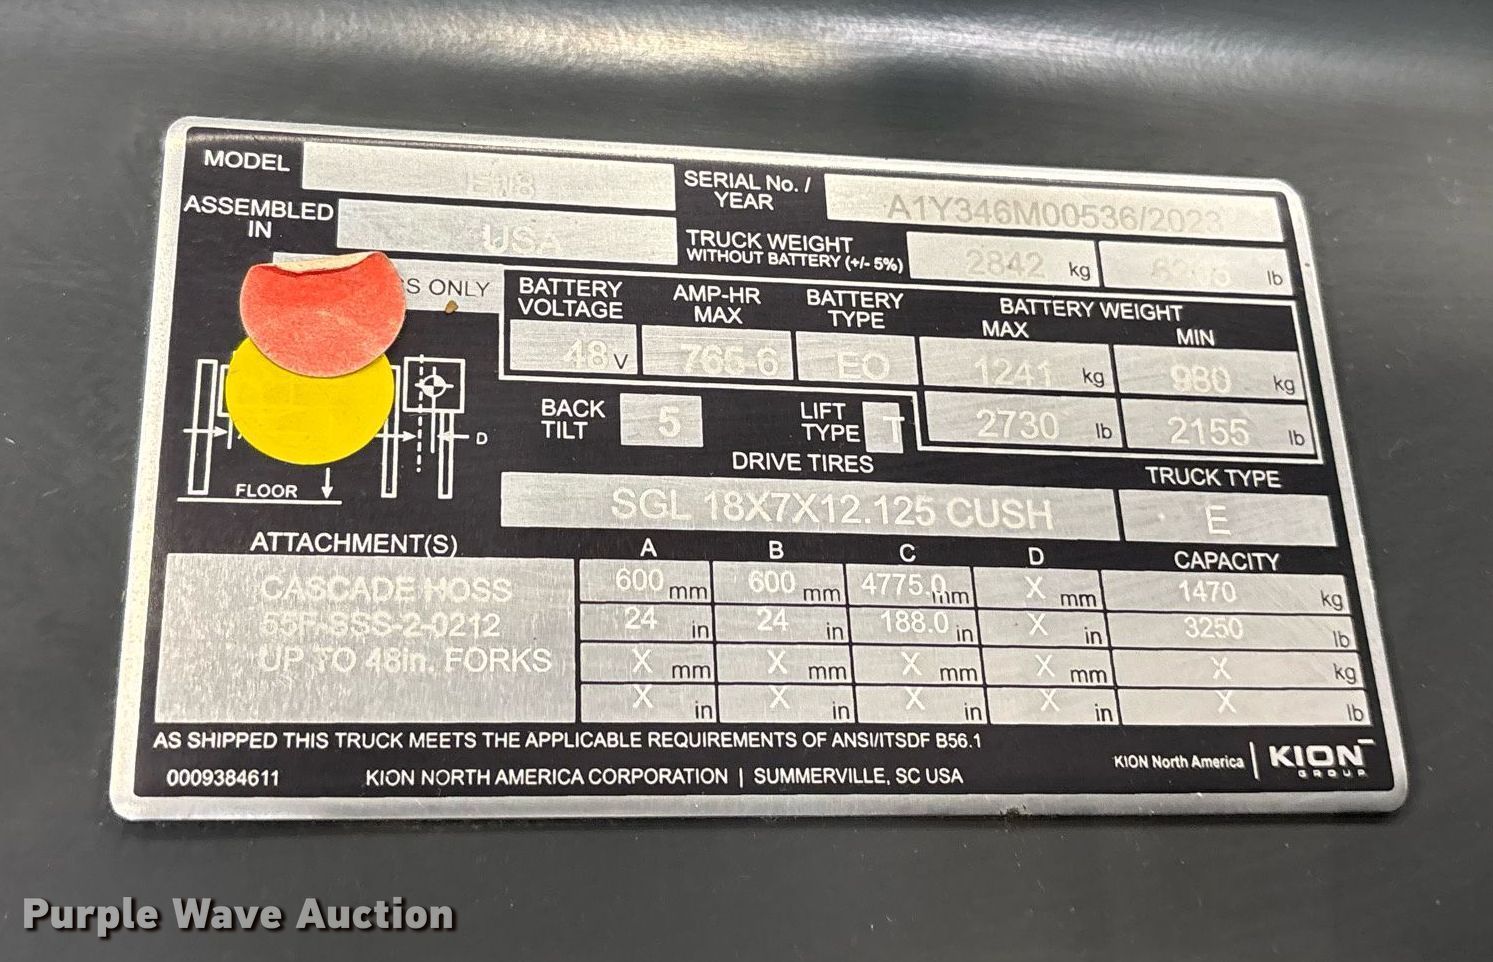 MODEL E18
SERIAL No. / YEAR A1Y346M00536/2023
ASSEMBLED IN USA
TRUCK WEIGHT WITHOUT BATTERY (+/- 5%) 2842 kg lb
S ONLY
BATTERY VOLTAGE AMP-HR MAX BATTERY TYPE BATTERY WEIGHT
MAX MIN
48 V 765-6 EO 1241 kg 980 kg
2730 lb 2155 lb
BACK TILT 5 LIFT TYPE T
DRIVE TIRES TRUCK TYPE
SGL 18X7X12.125 CUSH E
D
FLOOR
ATTACHMENT(S) A B C D CAPACITY
CASCADE HOSS 600 mm 600 mm 4775.0 mm X mm 1470 kg
55F-SSS-2-0212 24 in 24 in 188.0 in X in 3250 lb
UP TO 48in. FORKS X mm X mm X mm X mm X kg
X in X in X in X in X lb
AS SHIPPED THIS TRUCK MEETS THE APPLICABLE REQUIREMENTS OF ANSI/ITSDF B56.1
0009384611 KION NORTH AMERICA CORPORATION | SUMMERVILLE, SC USA
KION North America | KION GROUP
Purple Wave Auction